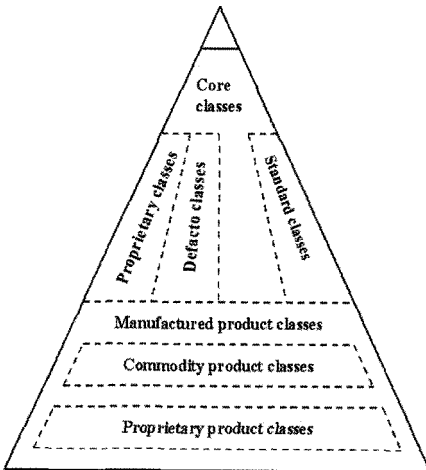 Core
classes
Proprietary classes
Defacto classes
Standard classes
Manufactured product classes
Commodity product classes
Proprietary product classes